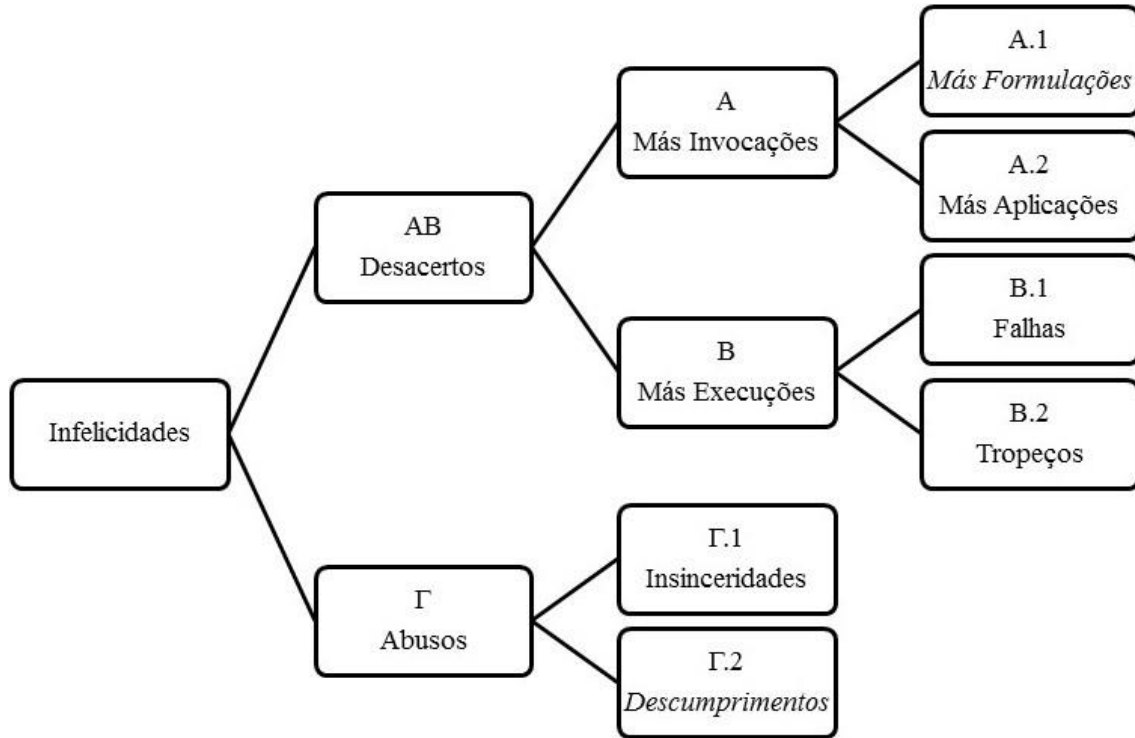 Infelicidades
AB
Desacertos
A
Más Invocações
A.1
Más Formulações
A.2
Más Aplicações
B
Más Execuções
B.1
Falhas
B.2
Tropeços
Γ
Abusos
Γ.1
Insinceridades
Γ.2
Descumprimentos